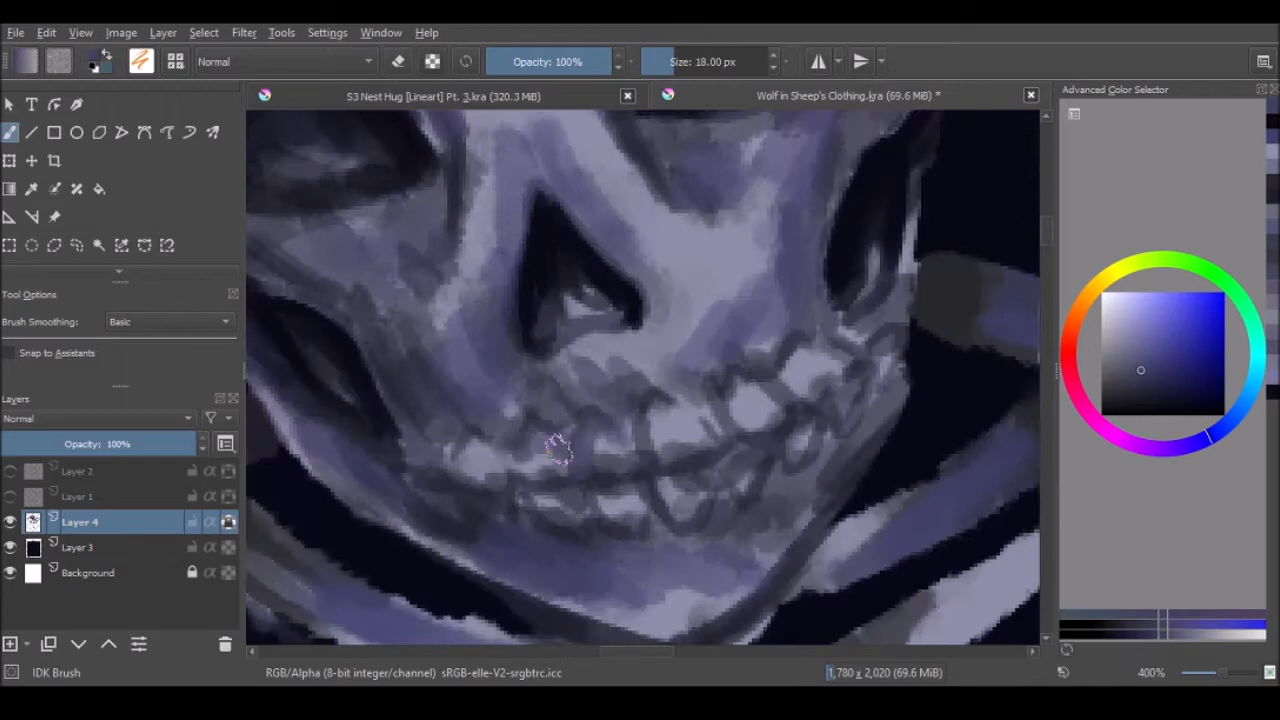 File Edit View Image Layer Select Filter Tools Settings Window Help
Normal
Opacity: 100%
Size: 18.00 px
S3 Nest Hug [Lineart] Pt. 3.kra (320.3 MiB)
Wolf in Sheep's Clothing.kra (69.6 MiB) *
Advanced Color Selector
Tool Options
Brush Smoothing: Basic
Snap to Assistants
Layers
Normal
Opacity: 100%
Layer 2
Layer 1
Layer 4
Layer 3
Background
IDK Brush
RGB/Alpha (8-bit integer/channel) sRGB-elle-V2-srgbtrc.icc
1,780 x 2,020 (69.6 MiB)
400%